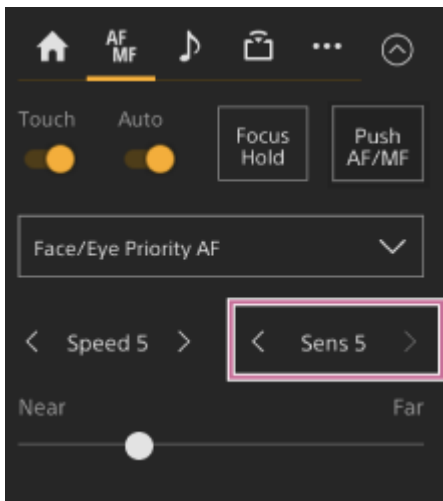 AF
MF
Touch Auto
Focus
Hold
Push
AF/MF
Face/Eye Priority AF
Speed 5
Sens 5
Near Far